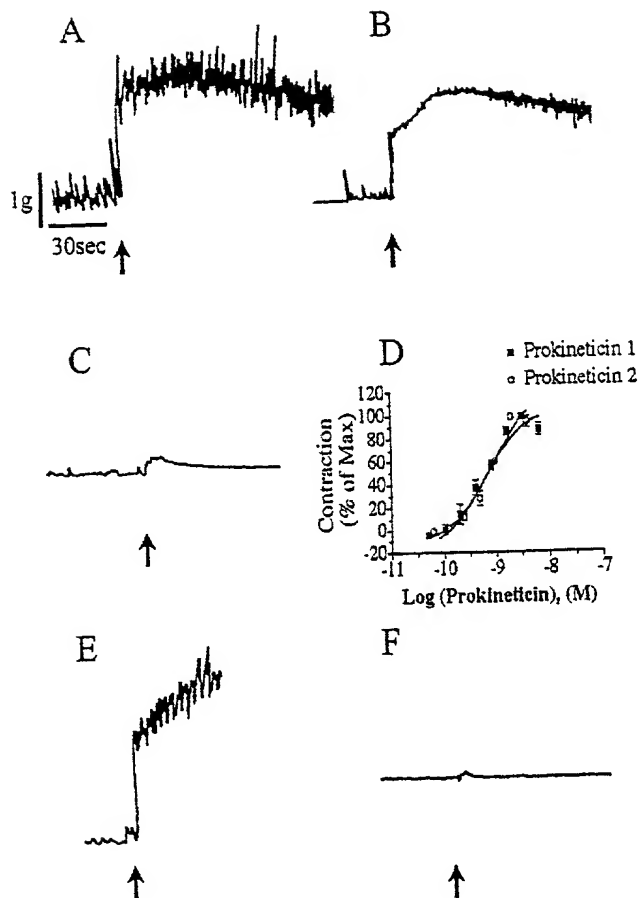 A
B
1g
30sec
C
D
Prokineticin 1
Prokineticin 2
Contraction
(% of Max)
120
100
80
60
40
20
0
-20
-11 -10 -9 -8 -7
Log (Prokineticin), (M)
E
F